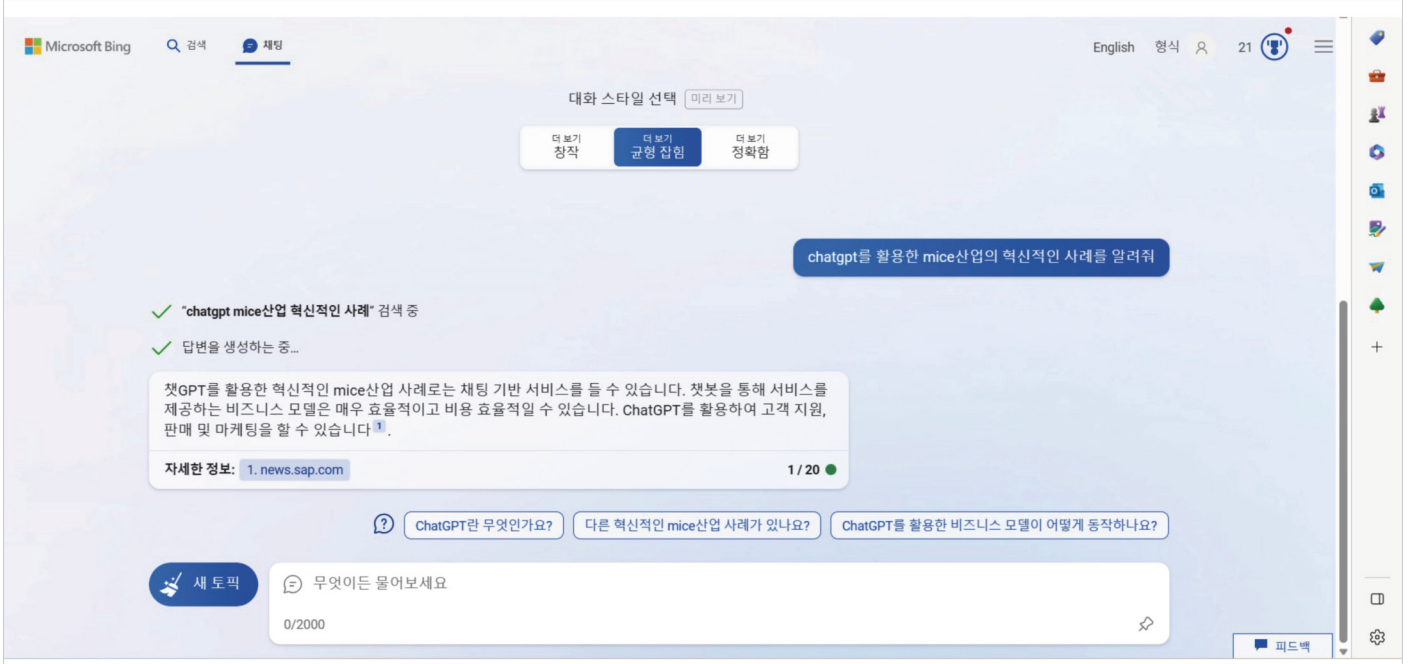 Microsoft Bing
검색
채팅
English
형식
21
대화 스타일 선택 미리 보기
더 보기
창작
더 보기
균형 잡힘
더 보기
정확함
chatgpt를 활용한 mice산업의 혁신적인 사례를 알려줘
"chatgpt mice산업 혁신적인 사례" 검색 중
답변을 생성하는 중...
챗GPT를 활용한 혁신적인 mice산업 사례로는 채팅 기반 서비스를 들 수 있습니다. 챗봇을 통해 서비스를
제공하는 비즈니스 모델은 매우 효율적이고 비용 효율적일 수 있습니다. ChatGPT를 활용하여 고객 지원,
판매 및 마케팅을 할 수 있습니다 1 .
자세한 정보: 1. news.sap.com 1 / 20
ChatGPT란 무엇인가요? 다른 혁신적인 mice산업 사례가 있나요? ChatGPT를 활용한 비즈니스 모델이 어떻게 동작하나요?
새 토픽
무엇이든 물어보세요
0/2000
피드백